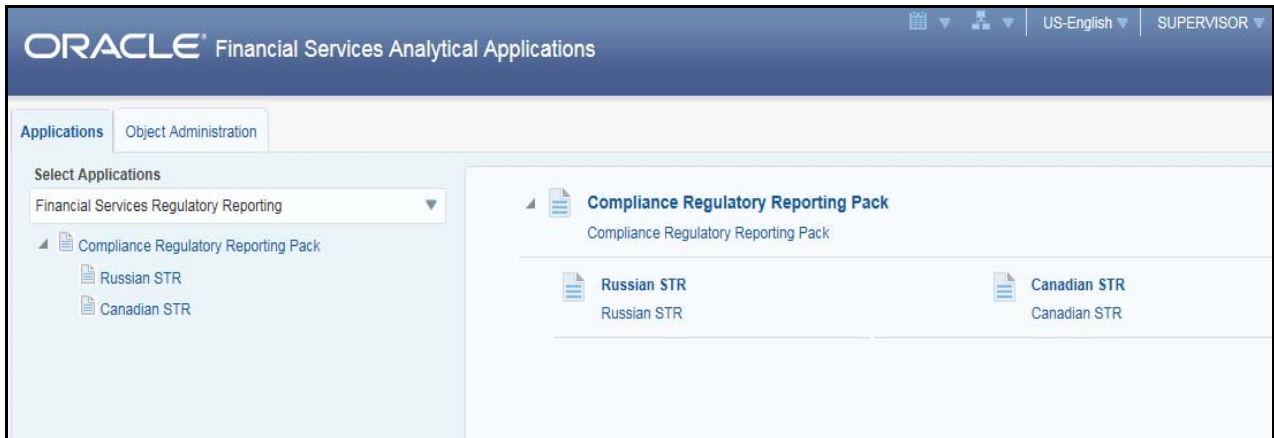 US-English SUPERVISOR
ORACLE® Financial Services Analytical Applications
Applications Object Administration
Select Applications
Financial Services Regulatory Reporting
Compliance Regulatory Reporting Pack
Russian STR
Canadian STR
Compliance Regulatory Reporting Pack
Compliance Regulatory Reporting Pack
Russian STR Canadian STR
Russian STR Canadian STR